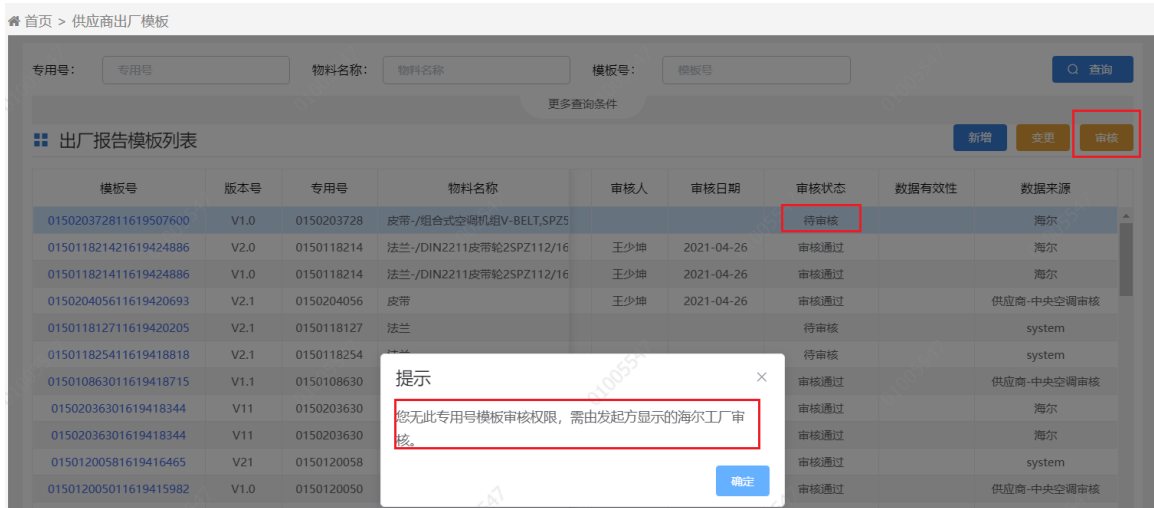 首页 > 供应商出厂模板
专用号： 专用号 物料名称： 物料名称 模板号： 模板号 查询
更多查询条件
出厂报告模板列表 新增 变更 审核
模板号 版本号 专用号 物料名称 审核人 审核日期 审核状态 数据有效性 数据来源
015020372811619507600 V1.0 0150203728 皮带-/组合式空调机组V-BELT,SPZ5 待审核 海尔
015011821421619424886 V2.0 0150118214 法兰-/DIN2211皮带轮2SPZ112/16 王少坤 2021-04-26 审核通过 海尔
015011821411619424886 V1.0 0150118214 法兰-/DIN2211皮带轮2SPZ112/16 王少坤 2021-04-26 审核通过 海尔
015020405611619420693 V2.1 0150204056 皮带 王少坤 2021-04-26 审核通过 供应商-中央空调审核
015011812711619420205 V2.1 0150118127 法兰 待审核 system
015011825411619418818 V2.1 0150118254 待审核 system
015010863011619418715 V1.1 0150108630 审核通过 供应商-中央空调审核
01502036301619418344 V11 0150203630 审核通过 海尔
01502036301619418344 V11 0150203630 审核通过 海尔
01501200581619416465 V21 0150120058 审核通过 system
015012005011619415982 V1.0 0150120050 审核通过 供应商-中央空调审核
提示 ×
您无此专用号模板审核权限，需由发起方显示的海尔工厂审
核。
确定